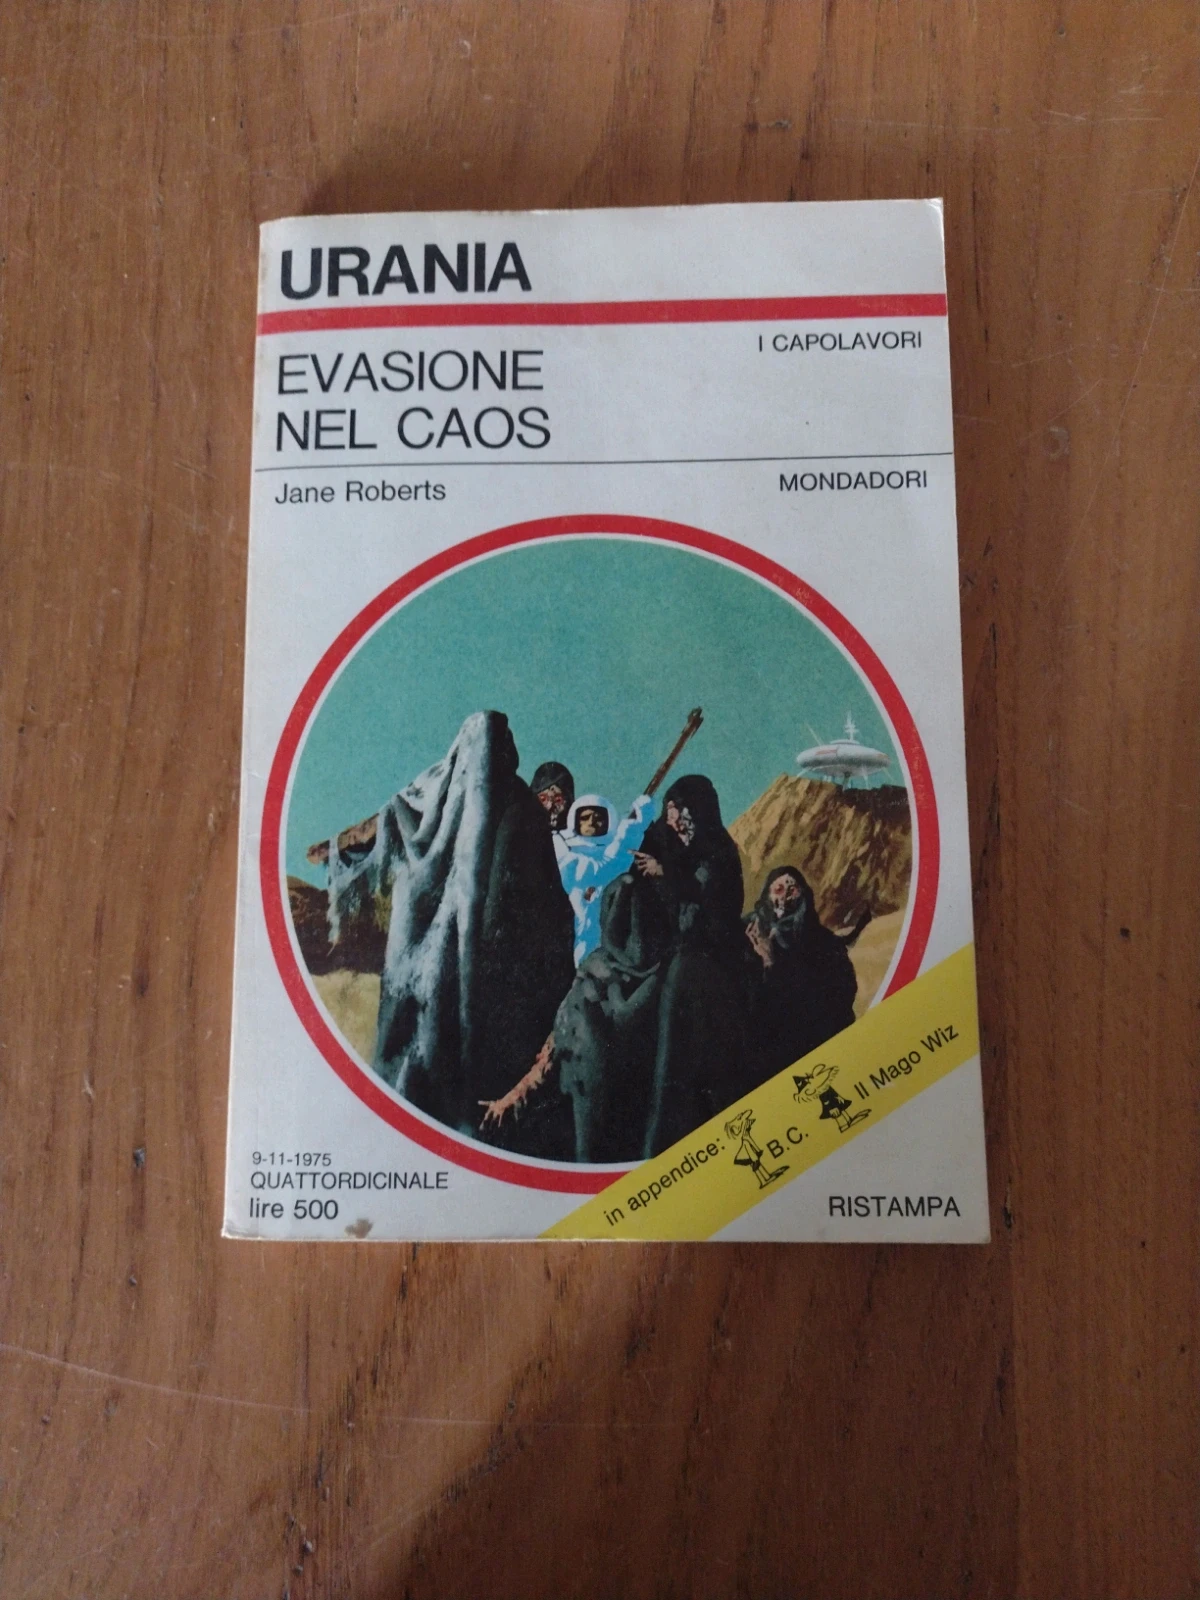 URANIA
I CAPOLAVORI
EVASIONE
NEL CAOS
Jane Roberts
MONDADORI
9-11-1975
QUATTORDICINALE
lire 500
in appendice: B.C. Il Mago Wiz
RISTAMPA